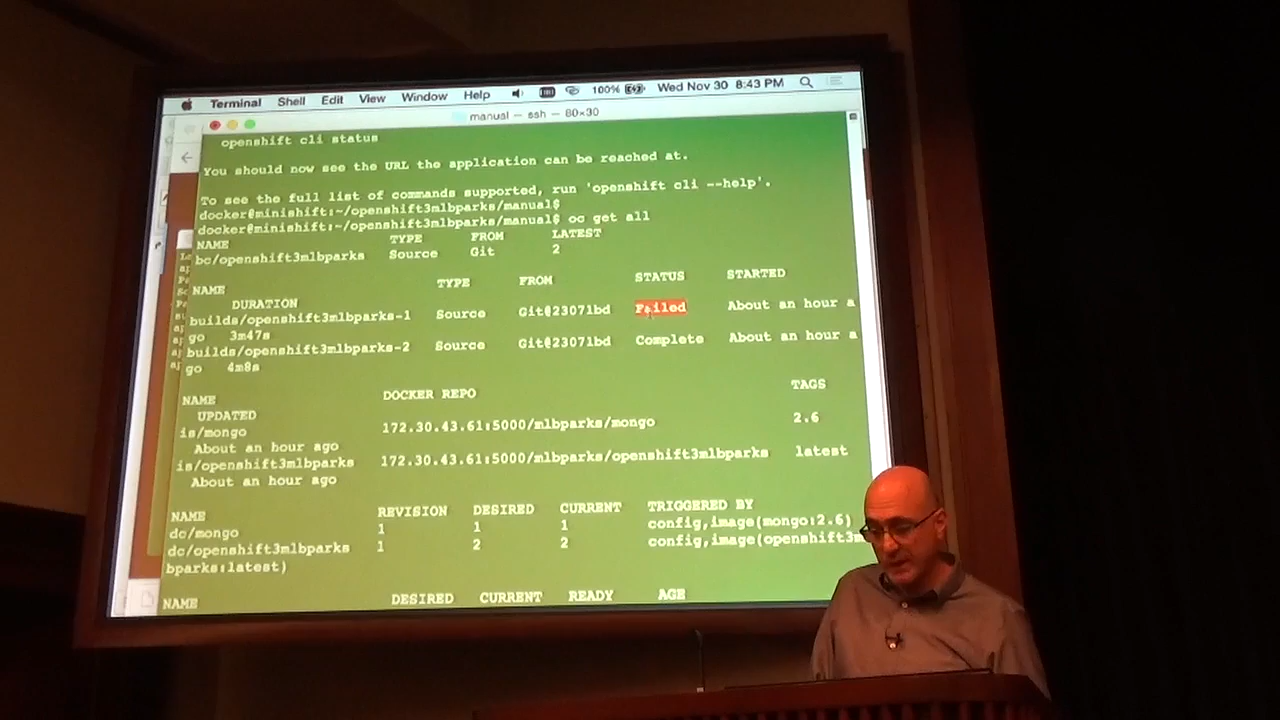 Terminal Shell Edit View Window Help 100% Wed Nov 30 8:43 PM
manual — ssh — 80×30
openshift cli status
You should now see the URL the application can be reached at.
To see the full list of commands supported, run 'openshift cli --help'.
docker@minishift:~/openshift3mlbparks/manual$
docker@minishift:~/openshift3mlbparks/manual$ oc get all
NAME TYPE FROM LATEST
bc/openshift3mlbparks Source Git 2
NAME TYPE FROM STATUS STARTED
DURATION
builds/openshift3mlbparks-1 Source Git@23071bd Failed About an hour a
go 3m47s
builds/openshift3mlbparks-2 Source Git@23071bd Complete About an hour a
go 4m8s
NAME DOCKER REPO TAGS
UPDATED
is/mongo 172.30.43.61:5000/mlbparks/mongo 2.6
About an hour ago
is/openshift3mlbparks 172.30.43.61:5000/mlbparks/openshift3mlbparks latest
About an hour ago
NAME REVISION DESIRED CURRENT TRIGGERED BY
dc/mongo 1 1 1 config,image(mongo:2.6)
dc/openshift3mlbparks 1 2 2 config,image(openshift3m
bparks:latest)
NAME DESIRED CURRENT READY AGE